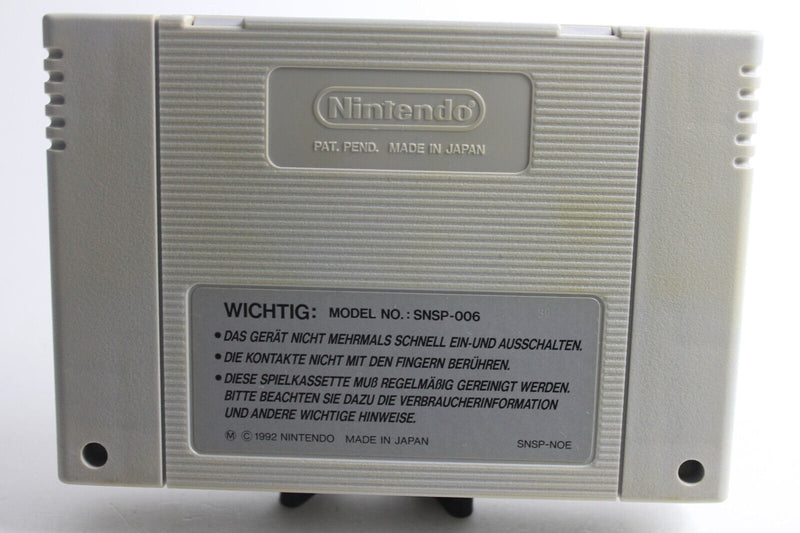 Nintendo®
PAT. PEND. MADE IN JAPAN
WICHTIG: MODEL NO.: SNSP-006
• DAS GERÄT NICHT MEHRMALS SCHNELL EIN-UND AUSSCHALTEN.
• DIE KONTAKTE NICHT MIT DEN FINGERN BERÜHREN.
• DIESE SPIELKASSETTE MUß REGELMÄßIG GEREINIGT WERDEN.
BITTE BEACHTEN SIE DAZU DIE VERBRAUCHERINFORMATION
UND ANDERE WICHTIGE HINWEISE.
Ⓜ © 1992 NINTENDO MADE IN JAPAN SNSP-NOE